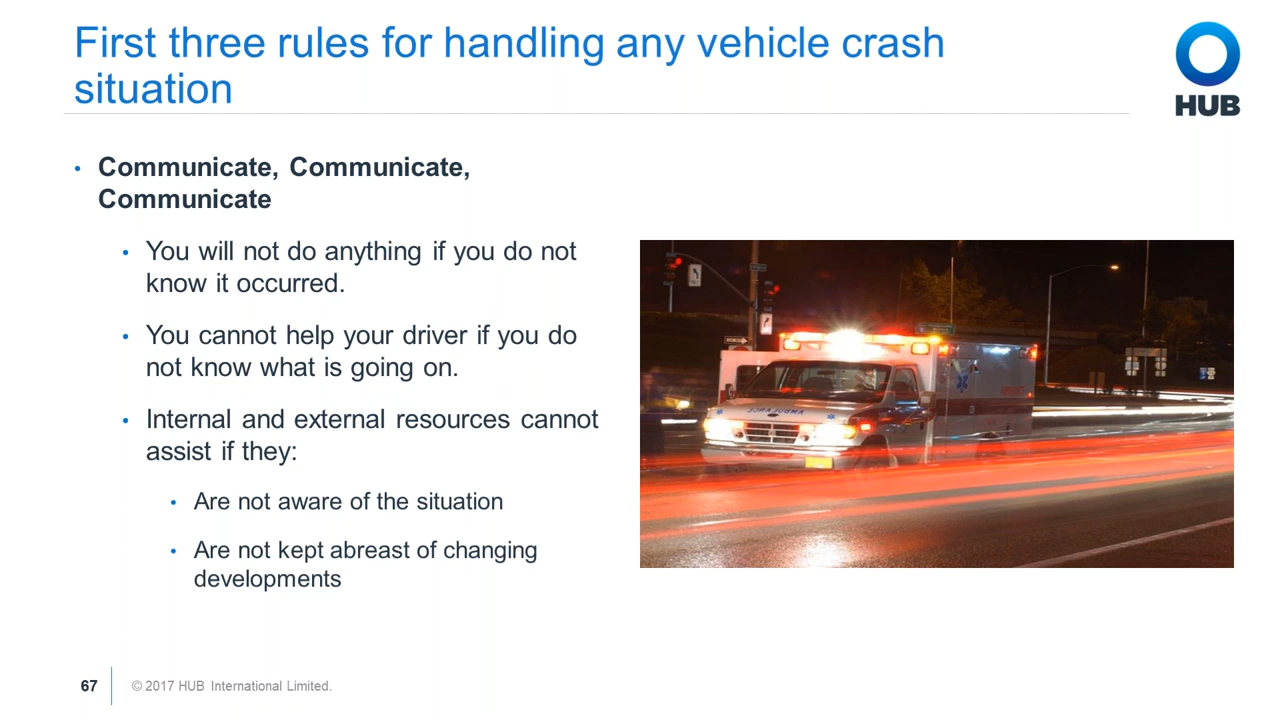 First three rules for handling any vehicle crash
situation
HUB
• Communicate, Communicate,
Communicate
• You will not do anything if you do not
know it occurred.
• You cannot help your driver if you do
not know what is going on.
• Internal and external resources cannot
assist if they:
• Are not aware of the situation
• Are not kept abreast of changing
developments
67
© 2017 HUB International Limited.